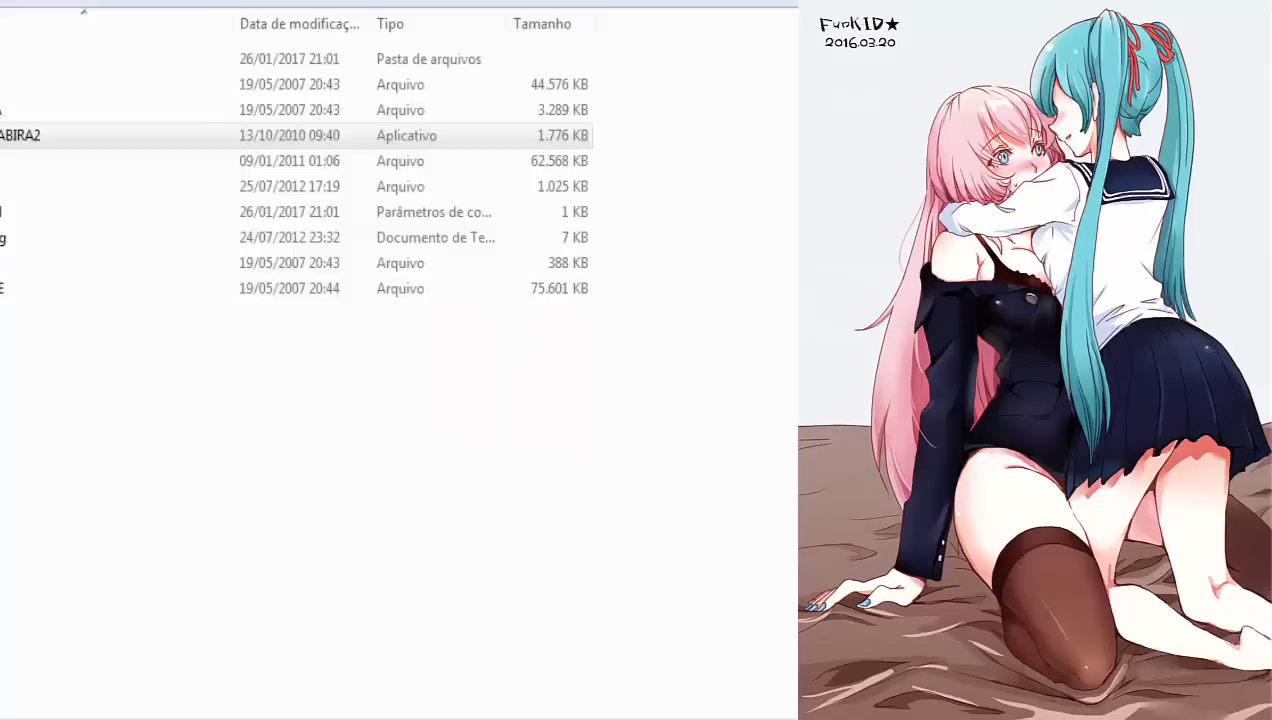 Data de modificaç... Tipo Tamanho
26/01/2017 21:01 Pasta de arquivos
19/05/2007 20:43 Arquivo 44.576 KB
A 19/05/2007 20:43 Arquivo 3.289 KB
ABIRA2 13/10/2010 09:40 Aplicativo 1.776 KB
09/01/2011 01:06 Arquivo 62.568 KB
25/07/2012 17:19 Arquivo 1.025 KB
26/01/2017 21:01 Parâmetros de co... 1 KB
g 24/07/2012 23:32 Documento de Te... 7 KB
19/05/2007 20:43 Arquivo 388 KB
E 19/05/2007 20:44 Arquivo 75.601 KB
FunKID★
2016.03.20